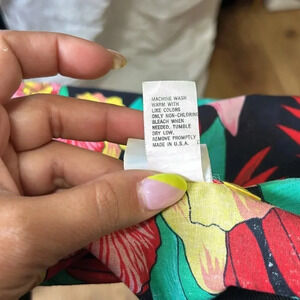 MACHINE WASH
WARM WITH
LIKE COLORS
ONLY NON-CHLORINE
BLEACH WHEN
NEEDED, TUMBLE
DRY LOW,
REMOVE PROMPTLY
MADE IN U.S.A.